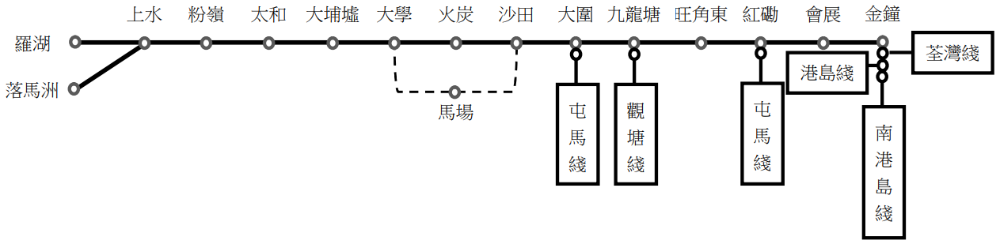 上水
粉嶺
太和
大埔墟
大學
火炭
沙田
大圍
九龍塘
旺角東
紅磡
會展
金鐘
羅湖
落馬洲
馬場
屯馬綫
觀塘綫
屯馬綫
港島綫
荃灣綫
南港島綫